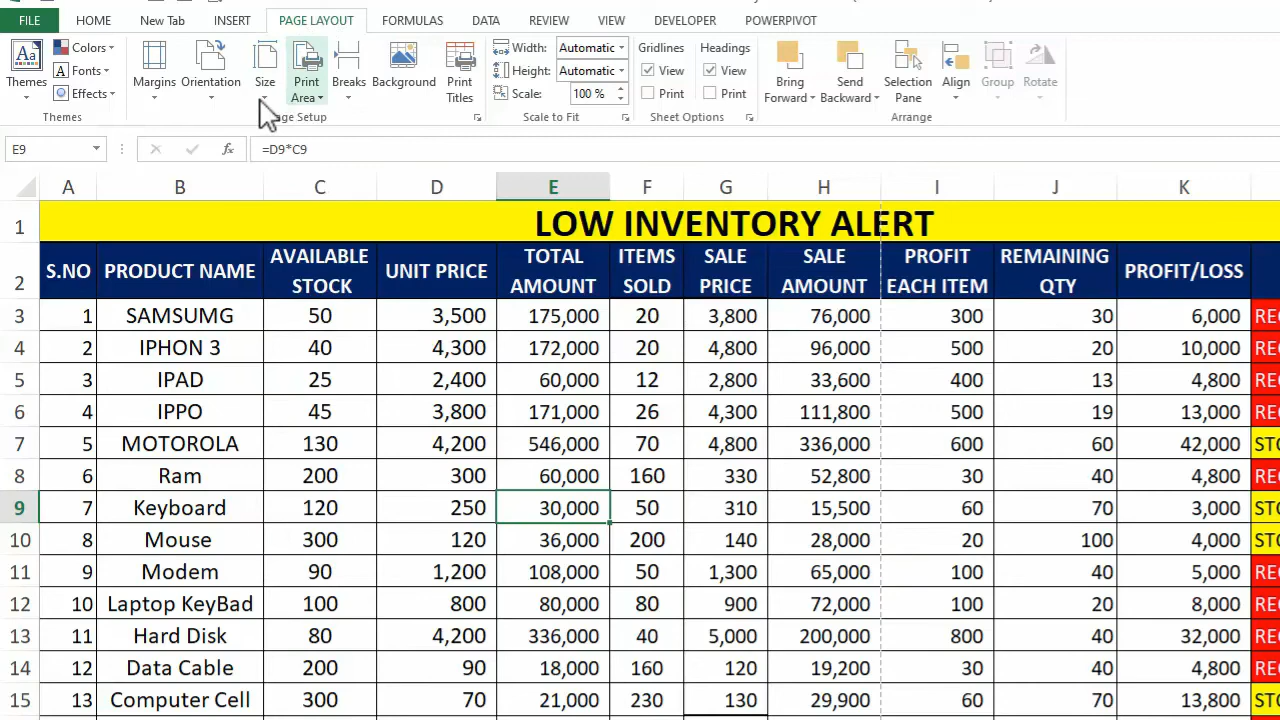 FILE HOME New Tab INSERT PAGE LAYOUT FORMULAS DATA REVIEW VIEW DEVELOPER POWERPIVOT
Themes Colors Fonts Effects
Themes
Margins Orientation Size Print Area Breaks Background Print Titles
Width: Automatic
Height: Automatic
Scale: 100 %
Scale to Fit
Gridlines Headings
View View
Print Print
Sheet Options
Bring Forward Send Backward Selection Pane Align Group Rotate
Arrange
E9 fx =D9*C9
A B C D E F G H I J K
1 LOW INVENTORY ALERT
2 S.NO PRODUCT NAME AVAILABLE STOCK UNIT PRICE TOTAL AMOUNT ITEMS SOLD SALE PRICE SALE AMOUNT PROFIT EACH ITEM REMAINING QTY PROFIT/LOSS
3 1 SAMSUMG 50 3,500 175,000 20 3,800 76,000 300 30 6,000
4 2 IPHON 3 40 4,300 172,000 20 4,800 96,000 500 20 10,000
5 3 IPAD 25 2,400 60,000 12 2,800 33,600 400 13 4,800
6 4 IPPO 45 3,800 171,000 26 4,300 111,800 500 19 13,000
7 5 MOTOROLA 130 4,200 546,000 70 4,800 336,000 600 60 42,000
8 6 Ram 200 300 60,000 160 330 52,800 30 40 4,800
9 7 Keyboard 120 250 30,000 50 310 15,500 60 70 3,000
10 8 Mouse 300 120 36,000 200 140 28,000 20 100 4,000
11 9 Modem 90 1,200 108,000 50 1,300 65,000 100 40 5,000
12 10 Laptop KeyBad 100 800 80,000 80 900 72,000 100 20 8,000
13 11 Hard Disk 80 4,200 336,000 40 5,000 200,000 800 40 32,000
14 12 Data Cable 200 90 18,000 160 120 19,200 30 40 4,800
15 13 Computer Cell 300 70 21,000 230 130 29,900 60 70 13,800